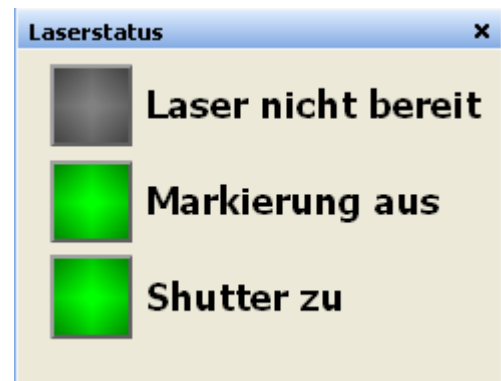 Laserstatus
Laser nicht bereit
Markierung aus
Shutter zu